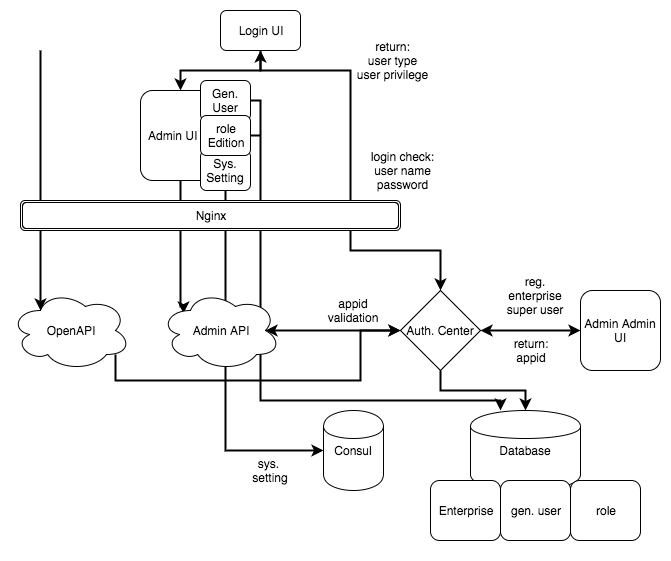 Login UI
return:
user type
user privilege
Gen.
User
Admin UI
role
Edition
Sys.
Setting
login check:
user name
password
Nginx
OpenAPI
Admin API
appid
validation
Auth. Center
reg.
enterprise
super user
return:
appid
Admin Admin
UI
Consul
sys.
setting
Database
Enterprise
gen. user
role